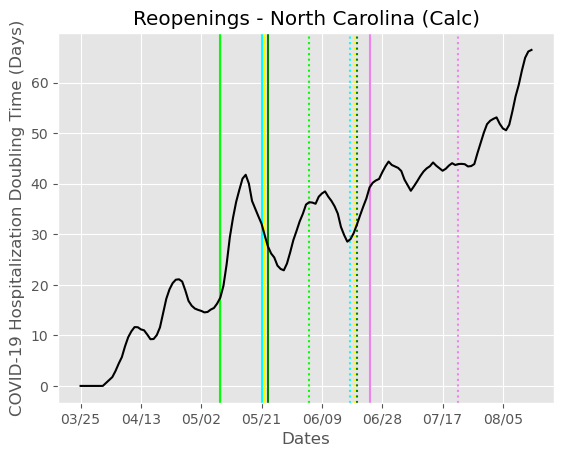 Reopenings - North Carolina (Calc)
COVID-19 Hospitalization Doubling Time (Days)
60
50
40
30
20
10
0
03/25 04/13 05/02 05/21 06/09 06/28 07/17 08/05
Dates